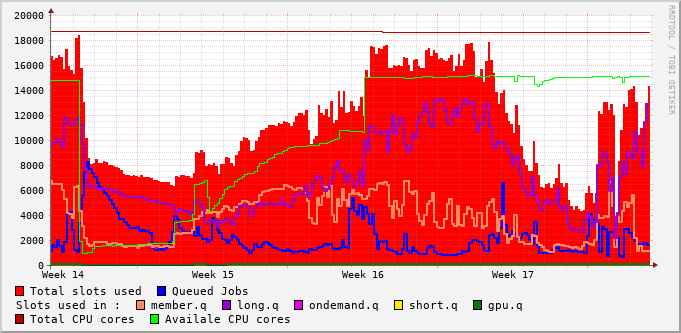 20000
18000
16000
14000
12000
10000
8000
6000
4000
2000
0
Week 14 Week 15 Week 16 Week 17
RRDTOOL / TOBI OETIKER
Total slots used Queued Jobs
Slots used in : member.q long.q ondemand.q short.q gpu.q
Total CPU cores Availale CPU cores